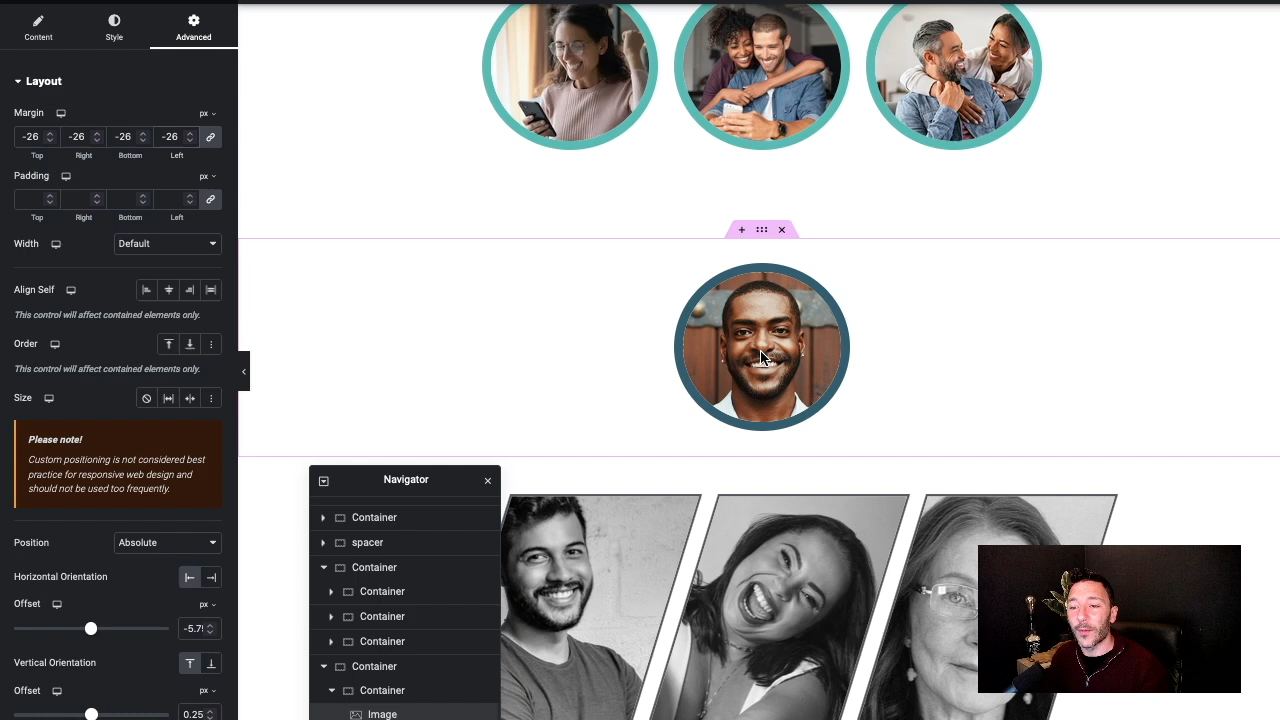 Content Style Advanced
Layout
Margin px
-26 -26 -26 -26
Top Right Bottom Left
Padding px
Top Right Bottom Left
Width Default
Align Self
This control will affect contained elements only.
Order
This control will affect contained elements only.
Size
Please note!
Custom positioning is not considered best
practice for responsive web design and
should not be used too frequently.
Position Absolute
Horizontal Orientation
Offset px
Vertical Orientation
Offset px
0.25
Navigator
Container
spacer
Container
Container
Container
Container
Container
Container
Image